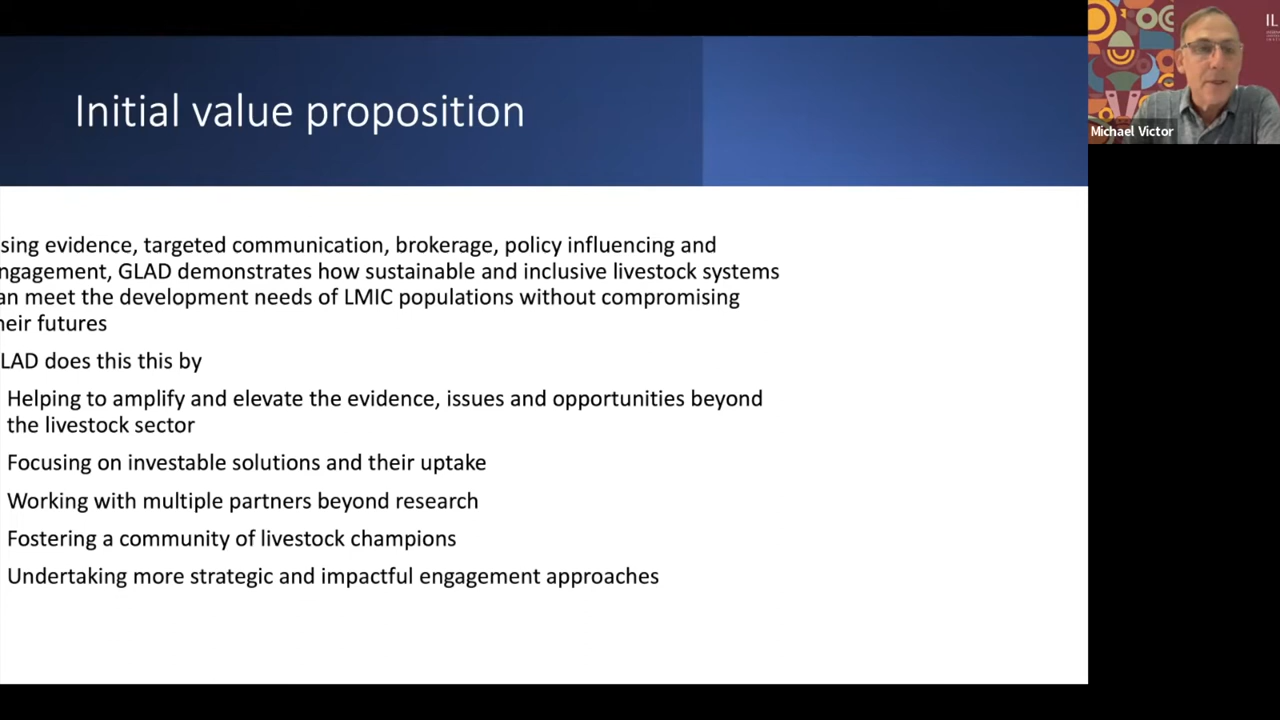 Initial value proposition
sing evidence, targeted communication, brokerage, policy influencing and
ngagement, GLAD demonstrates how sustainable and inclusive livestock systems
an meet the development needs of LMIC populations without compromising
heir futures
LAD does this this by
Helping to amplify and elevate the evidence, issues and opportunities beyond
the livestock sector
Focusing on investable solutions and their uptake
Working with multiple partners beyond research
Fostering a community of livestock champions
Undertaking more strategic and impactful engagement approaches
IL
Michael Victor